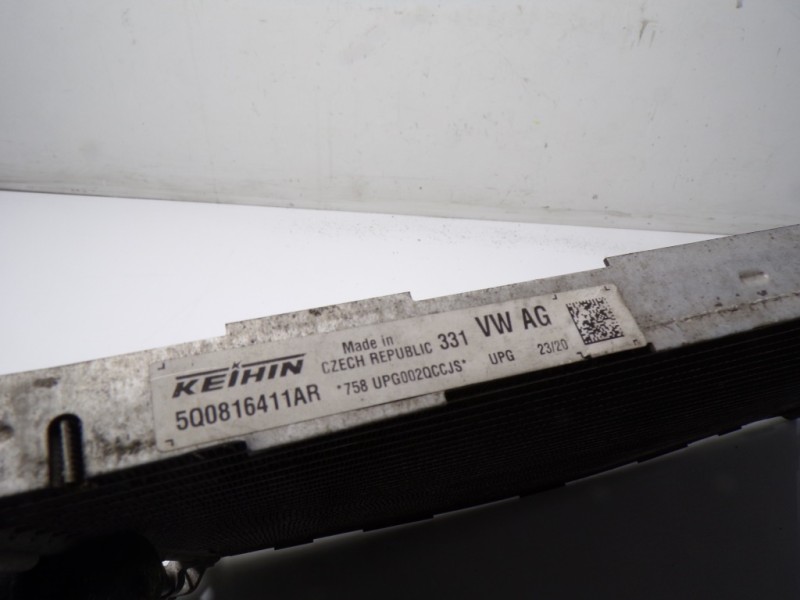 KEIHIN Made in CZECH REPUBLIC 331 VW AG
5Q0816411AR *758 UPG002QCCJS* UPG 23/20